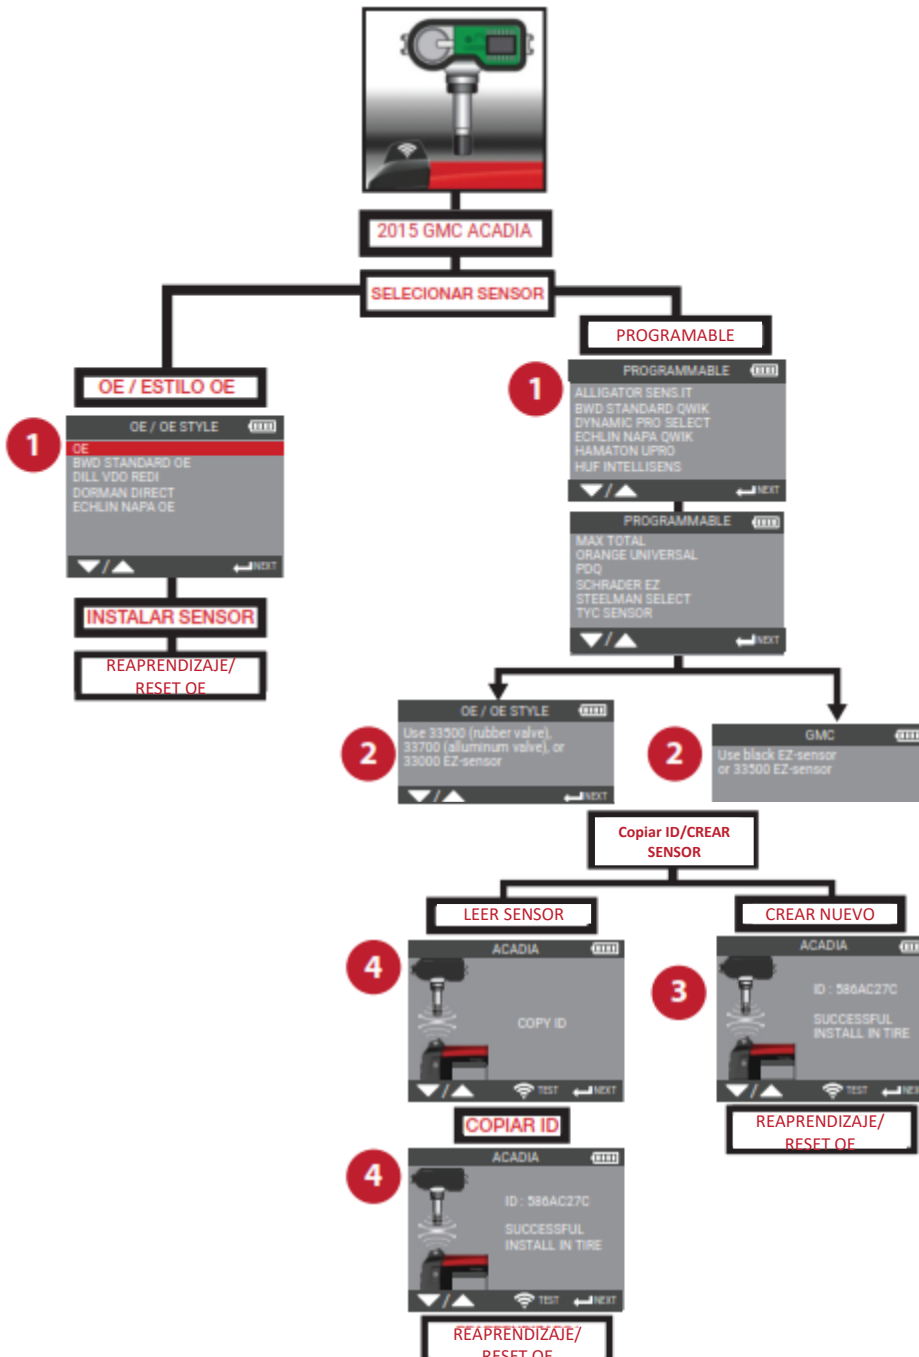 2015 GMC ACADIA
SELECIONAR SENSOR
OE / ESTILO OE
1
OE / OE STYLE
OE
BWD STANDARD OE
DILL VDO REDI
DORMAN DIRECT
ECHLIN NAPA OE
NEXT
INSTALAR SENSOR
REAPRENDIZAJE/
RESET OE
PROGRAMABLE
1
PROGRAMMABLE
ALLIGATOR SENS.IT
BWD STANDARD QWIK
DYNAMIC PRO SELECT
ECHLIN NAPA QWIK
HAMATON UPRO
HUF INTELLISENS
NEXT
PROGRAMMABLE
MAX TOTAL
ORANGE UNIVERSAL
PDQ
SCHRADER EZ
STEELMAN SELECT
TYC SENSOR
NEXT
2
OE / OE STYLE
Use 33500 (rubber valve),
33700 (alluminum valve), or
33000 EZ-sensor
NEXT
2
GMC
Use black EZ-sensor
or 33500 EZ-sensor
Copiar ID/CREAR
SENSOR
LEER SENSOR
4
ACADIA
COPY ID
TEST NEXT
COPIAR ID
4
ACADIA
ID : 586AC27C
SUCCESSFUL
INSTALL IN TIRE
TEST NEXT
REAPRENDIZAJE/
RESET OE
CREAR NUEVO
3
ACADIA
ID : 586AC27C
SUCCESSFUL
INSTALL IN TIRE
TEST NEXT
REAPRENDIZAJE/
RESET OE